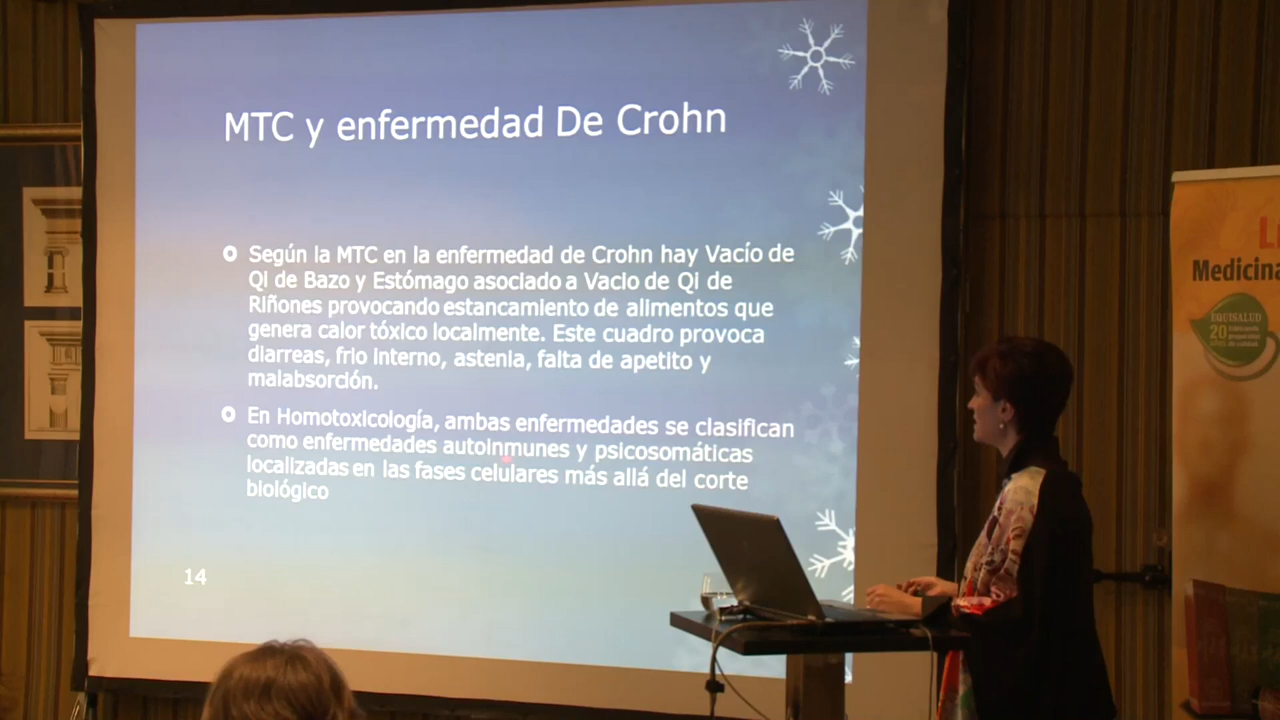 MTC y enfermedad De Crohn
Según la MTC en la enfermedad de Crohn hay Vacío de
Qi de Bazo y Estómago asociado a Vacio de Qi de
Riñones provocando estancamiento de alimentos que
genera calor tóxico localmente. Este cuadro provoca
diarreas, frio interno, astenia, falta de apetito y
malabsorción.
En Homotoxicología, ambas enfermedades se clasifican
como enfermedades autoinmunes y psicosomáticas
localizadas en las fases celulares más allá del corte
biológico
14
Medicina
EQUISALUD
20